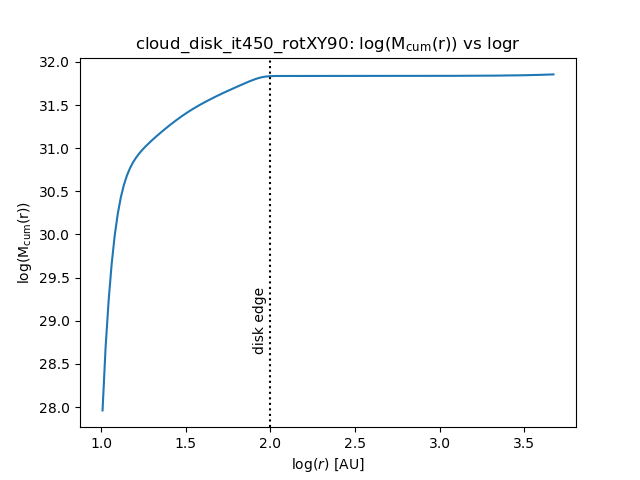 cloud_disk_it450_rotXY90: log(Mcum(r)) vs logr
32.0
31.5
31.0
30.5
30.0
29.5
29.0
28.5
28.0
log(Mcum(r))
disk edge
1.0 1.5 2.0 2.5 3.0 3.5
log(r) [AU]